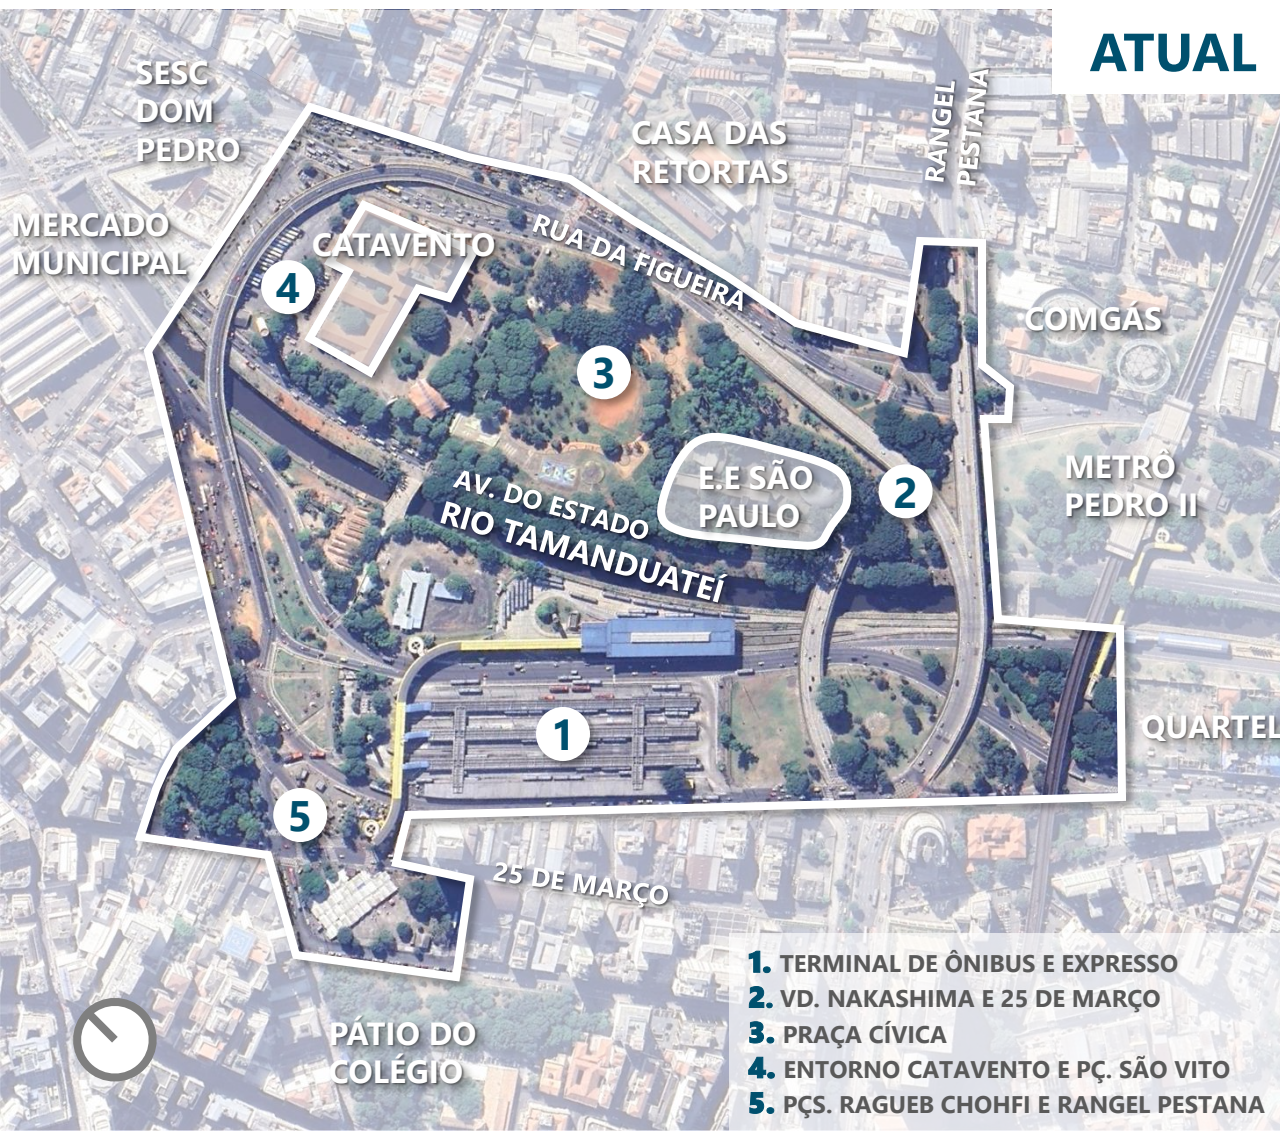 ATUAL
SESC
DOM
PEDRO
CASA DAS
RETORTAS
RANGEL
PESTANA
MERCADO
MUNICIPAL
CATAVENTO
RUA DA FIGUEIRA
4
COMGÁS
3
E.E SÃO
PAULO
2
METRÔ
PEDRO II
AV. DO ESTADO
RIO TAMANDUATEÍ
1
QUARTEL
5
25 DE MARÇO
PÁTIO DO
COLÉGIO
1. TERMINAL DE ÔNIBUS E EXPRESSO
2. VD. NAKASHIMA E 25 DE MARÇO
3. PRAÇA CÍVICA
4. ENTORNO CATAVENTO E PÇ. SÃO VITO
5. PÇS. RAGUEB CHOHFI E RANGEL PESTANA